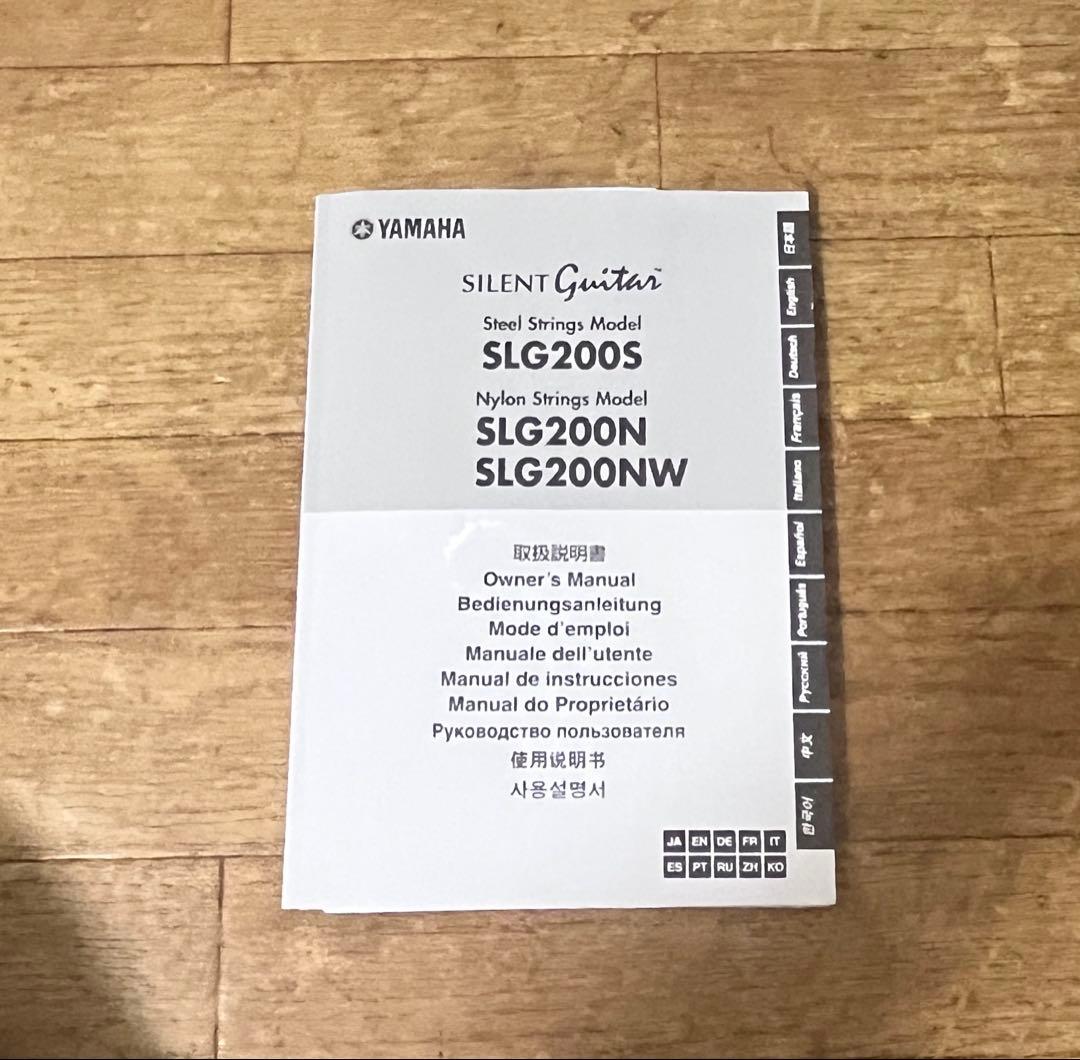 YAMAHA
SILENT Guitar™
Steel Strings Model
SLG200S
Nylon Strings Model
SLG200N
SLG200NW
取扱説明書
Owner's Manual
Bedienungsanleitung
Mode d'emploi
Manuale dell'utente
Manual de instrucciones
Manual do Proprietário
Руководство пользователя
使用说明书
사용설명서
JA EN DE FR IT
ES PT RU ZH KO
日本語
English
Deutsch
Français
Italiano
Español
Português
Русский
中文
한국어